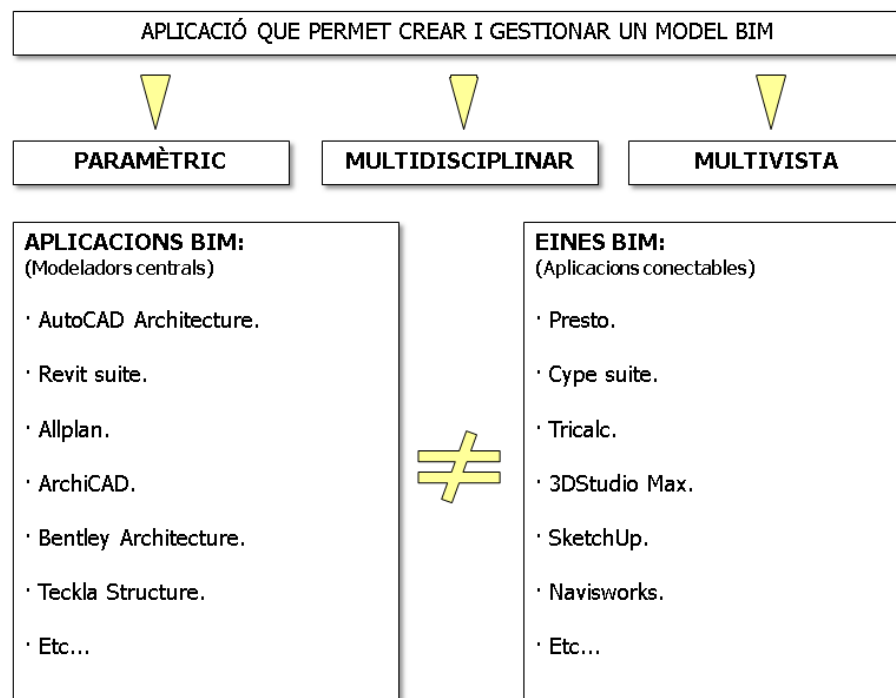 APLICACIÓ QUE PERMET CREAR I GESTIONAR UN MODEL BIM
PARAMÈTRIC
MULTIDISCIPLINAR
MULTIVISTA
APLICACIONS BIM:
(Modeladors centrals)
· AutoCAD Architecture.
· Revit suite.
· Allplan.
· ArchiCAD.
· Bentley Architecture.
· Teckla Structure.
· Etc...
≠
EINES BIM:
(Aplicacions conectables)
· Presto.
· Cype suite.
· Tricalc.
· 3DStudio Max.
· SketchUp.
· Navisworks.
· Etc...